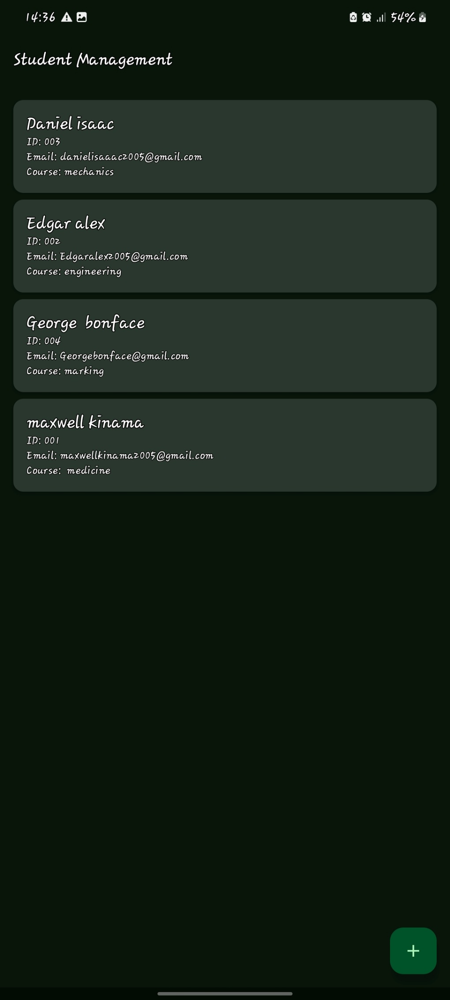 14:36
54%
Student Management
Daniel isaac
ID: 003
Email: danielisaaac2005@gmail.com
Course: mechanics
Edgar alex
ID: 002
Email: Edgaralex2005@gmail.com
Course: engineering
George  bonface
ID: 004
Email: Georgebonface@gmail.com
Course: marking
maxwell kinama
ID: 001
Email: maxwellkinama2005@gmail.com
Course:  medicine
+